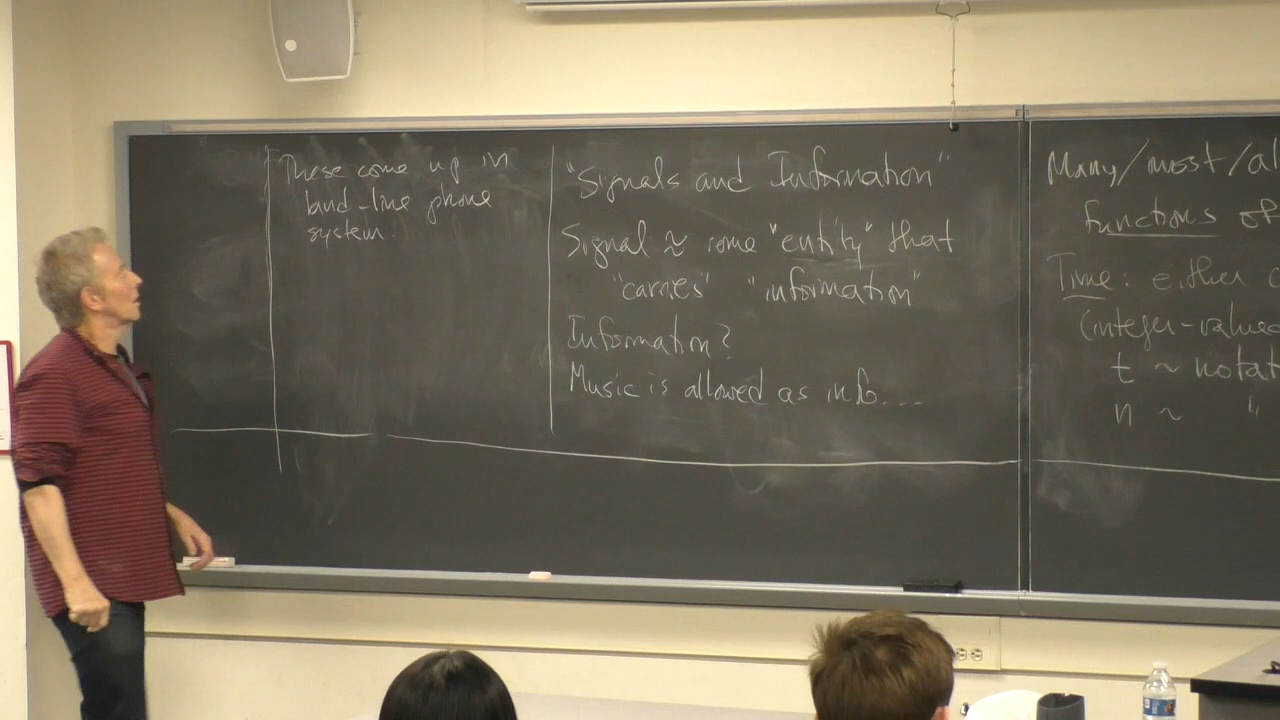 These come up in
land-line phone
system.
"Signals and Information"
Signal ≈ some "entity" that
"carries" "information"
Information?
Music is allowed as info....
Many/most/al
functions of
Time: either
(integer-valued
t ~ notat
n ~ "